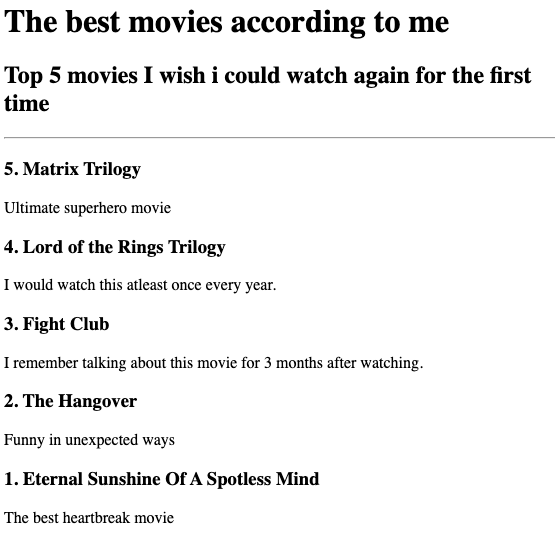 The best movies according to me
Top 5 movies I wish i could watch again for the first
time
5. Matrix Trilogy
Ultimate superhero movie
4. Lord of the Rings Trilogy
I would watch this atleast once every year.
3. Fight Club
I remember talking about this movie for 3 months after watching.
2. The Hangover
Funny in unexpected ways
1. Eternal Sunshine Of A Spotless Mind
The best heartbreak movie